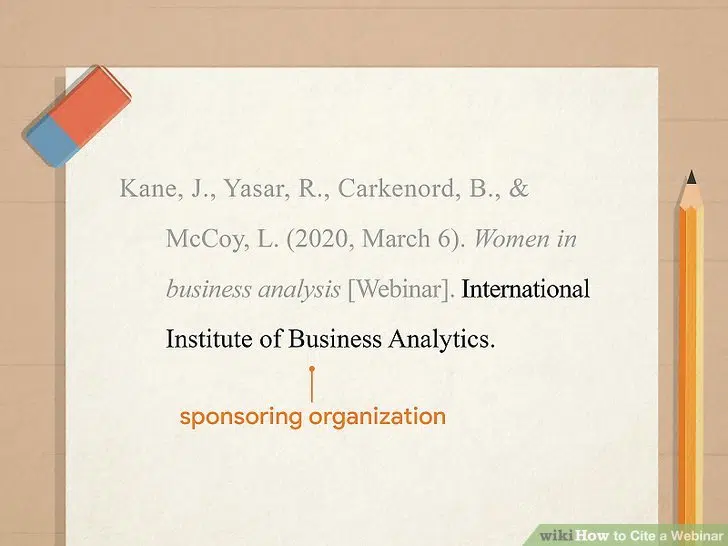 Kane, J., Yasar, R., Carkenord, B., &
McCoy, L. (2020, March 6). Women in
business analysis [Webinar]. International
Institute of Business Analytics.
sponsoring organization
wikiHow to Cite a Webinar